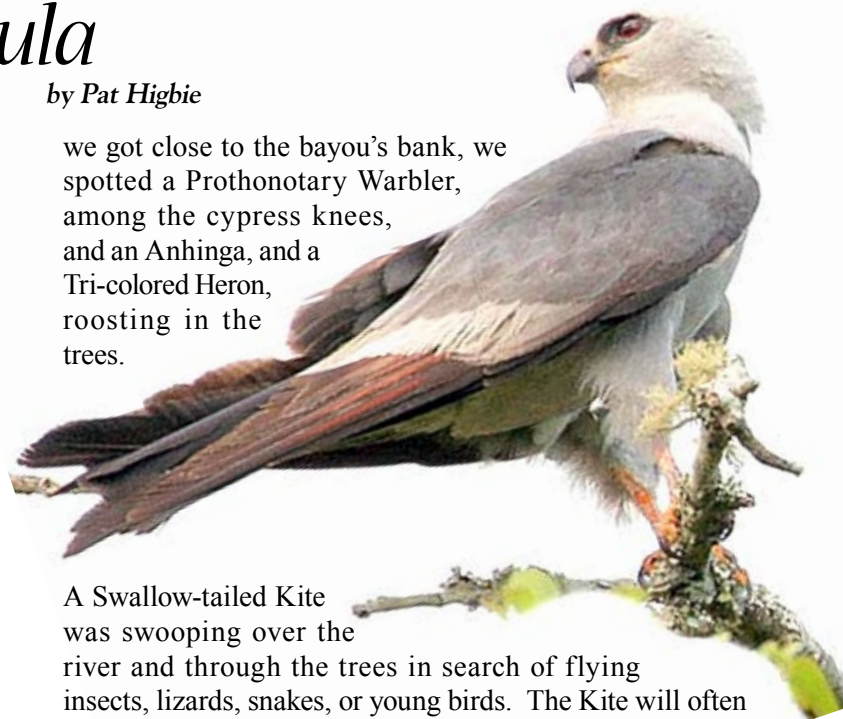 ula
by Pat Higbie
we got close to the bayou's bank, we
spotted a Prothonotary Warbler,
among the cypress knees,
and an Anhinga, and a
Tri-colored Heron,
roosting in the
trees.
A Swallow-tailed Kite
was swooping over the
river and through the trees in search of flying
insects, lizards, snakes, or young birds. The Kite will often